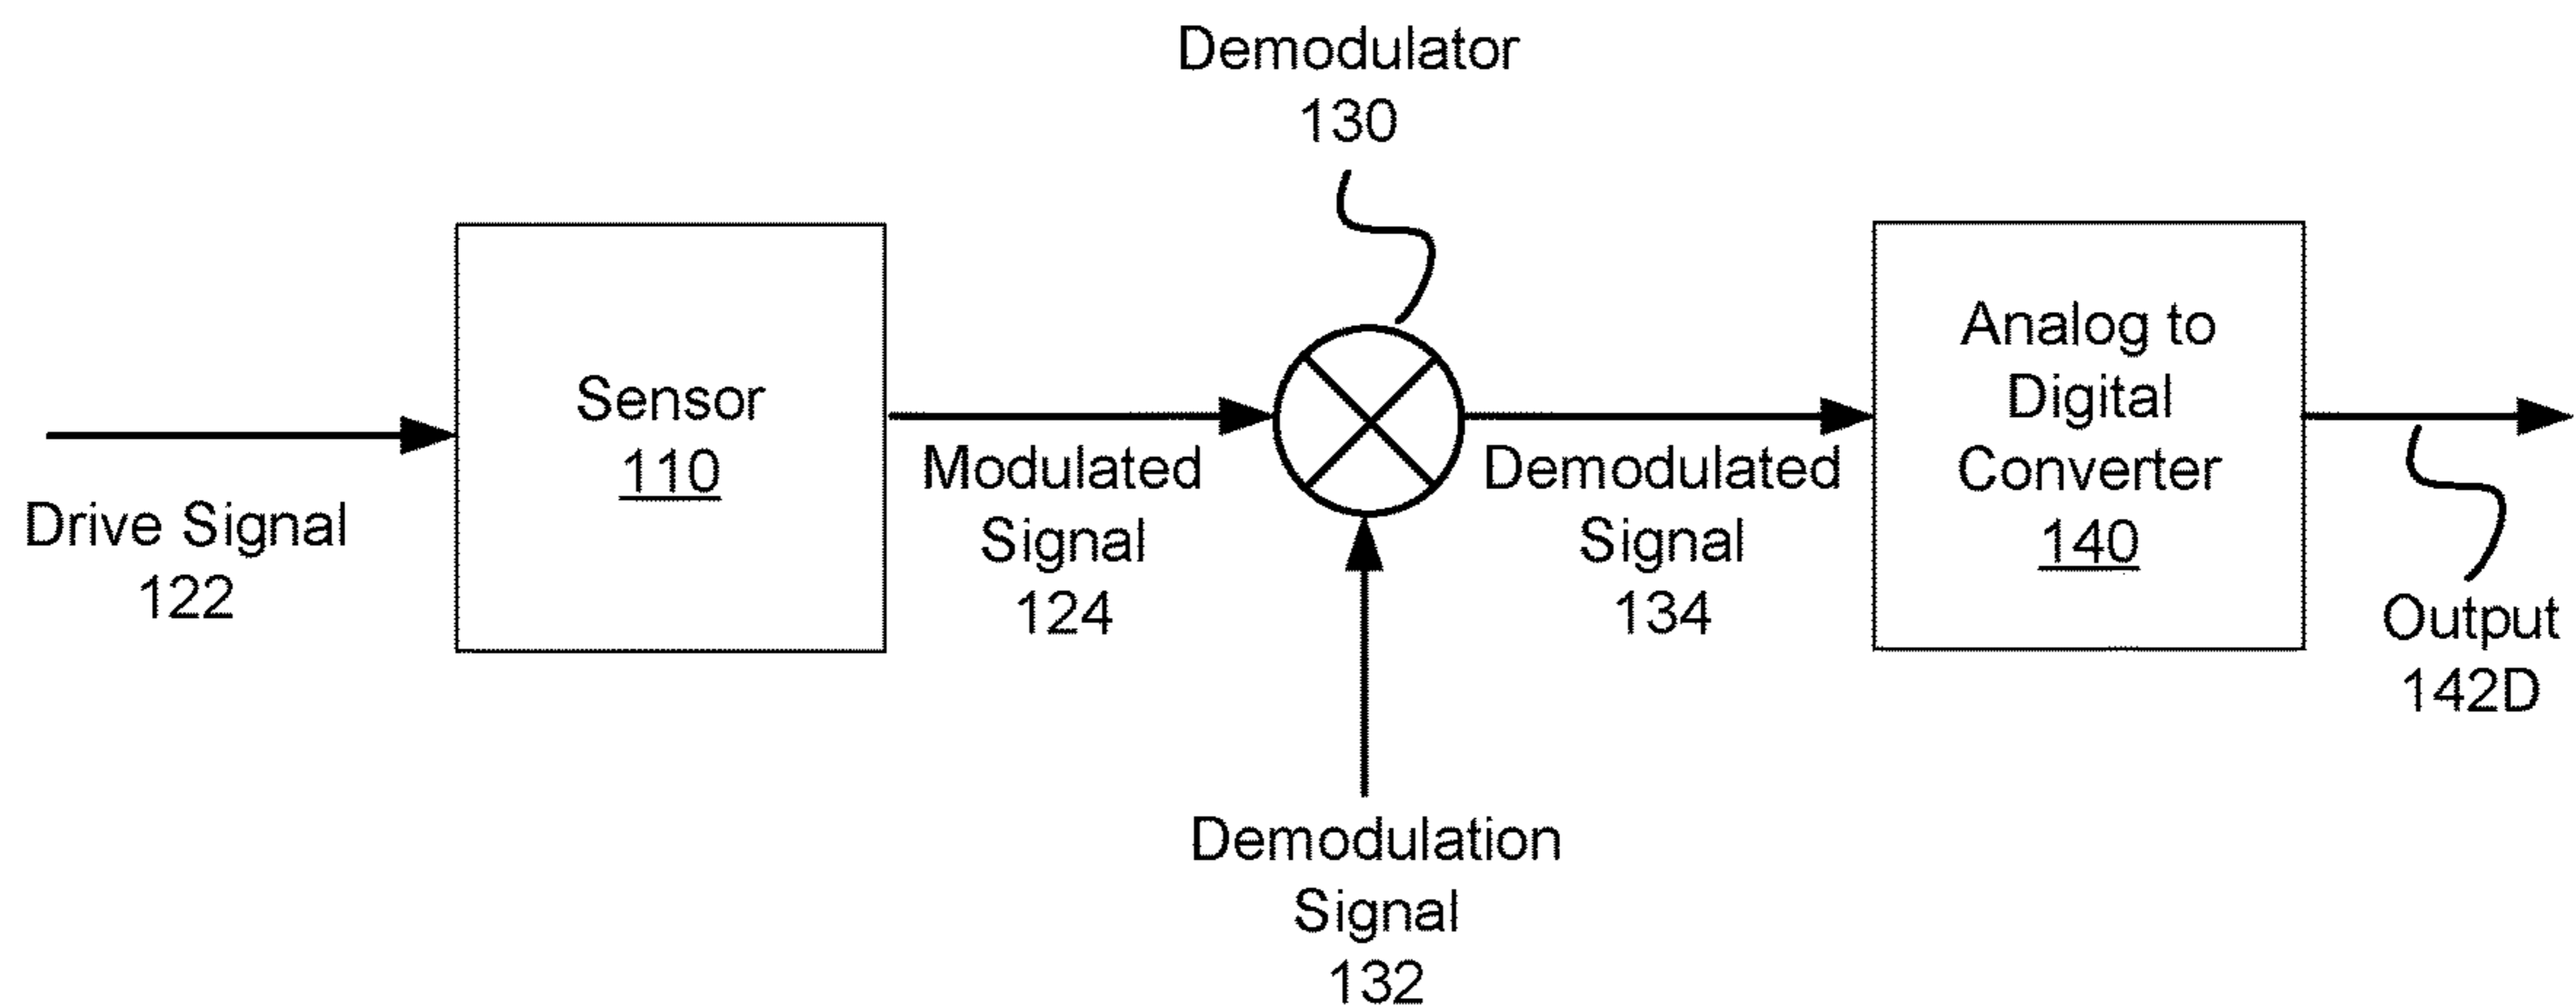 Demodulator
130
Sensor
110
Drive Signal
122
Modulated
Signal
124
Demodulated
Signal
134
Analog to
Digital
Converter
140
Output
142D
Demodulation
Signal
132